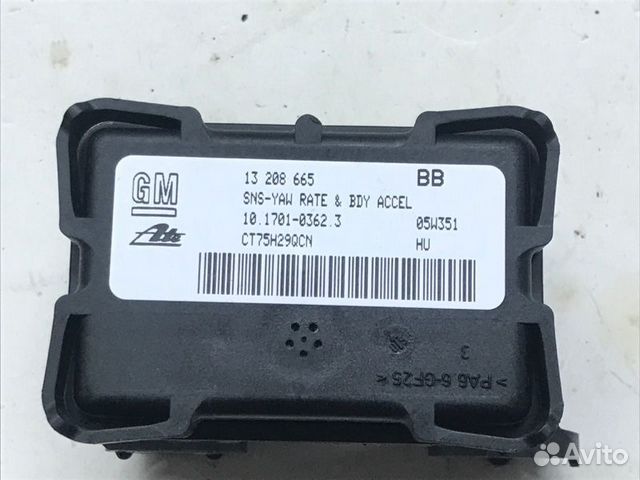 GM
13 208 665 BB
SNS-YAW RATE & BDY ACCEL
10.1701-0362.3 05W351
Ate CT75H29QCN HU
3
>PA6 6-GF25<
Avito